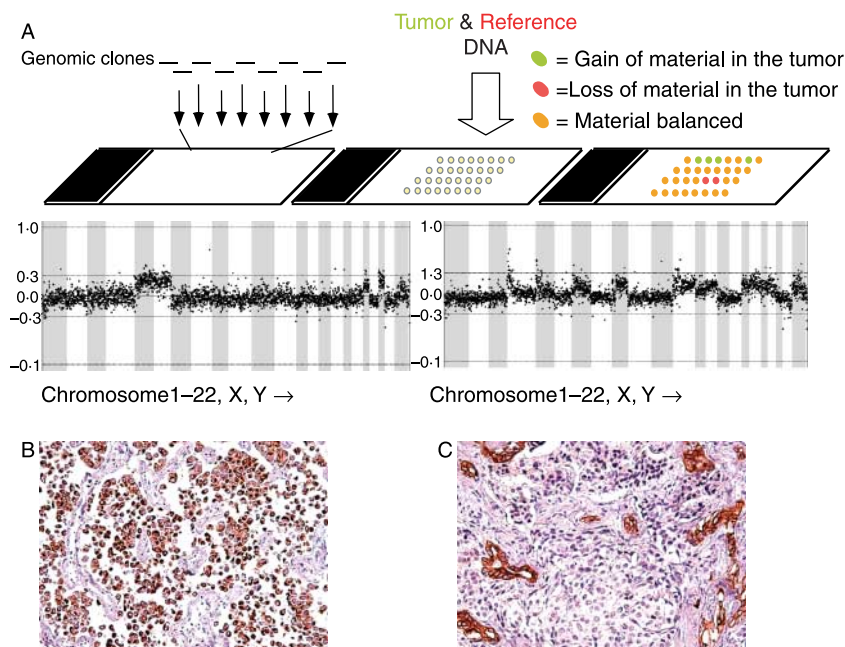 A
Genomic clones
Tumor & Reference
DNA
= Gain of material in the tumor
=Loss of material in the tumor
= Material balanced
1·0
0·3
0·0
−0·3
−0·1
Chromosome1–22, X, Y →
1·0
1·3
0·0
−0·3
−0·1
Chromosome1–22, X, Y →
B
C